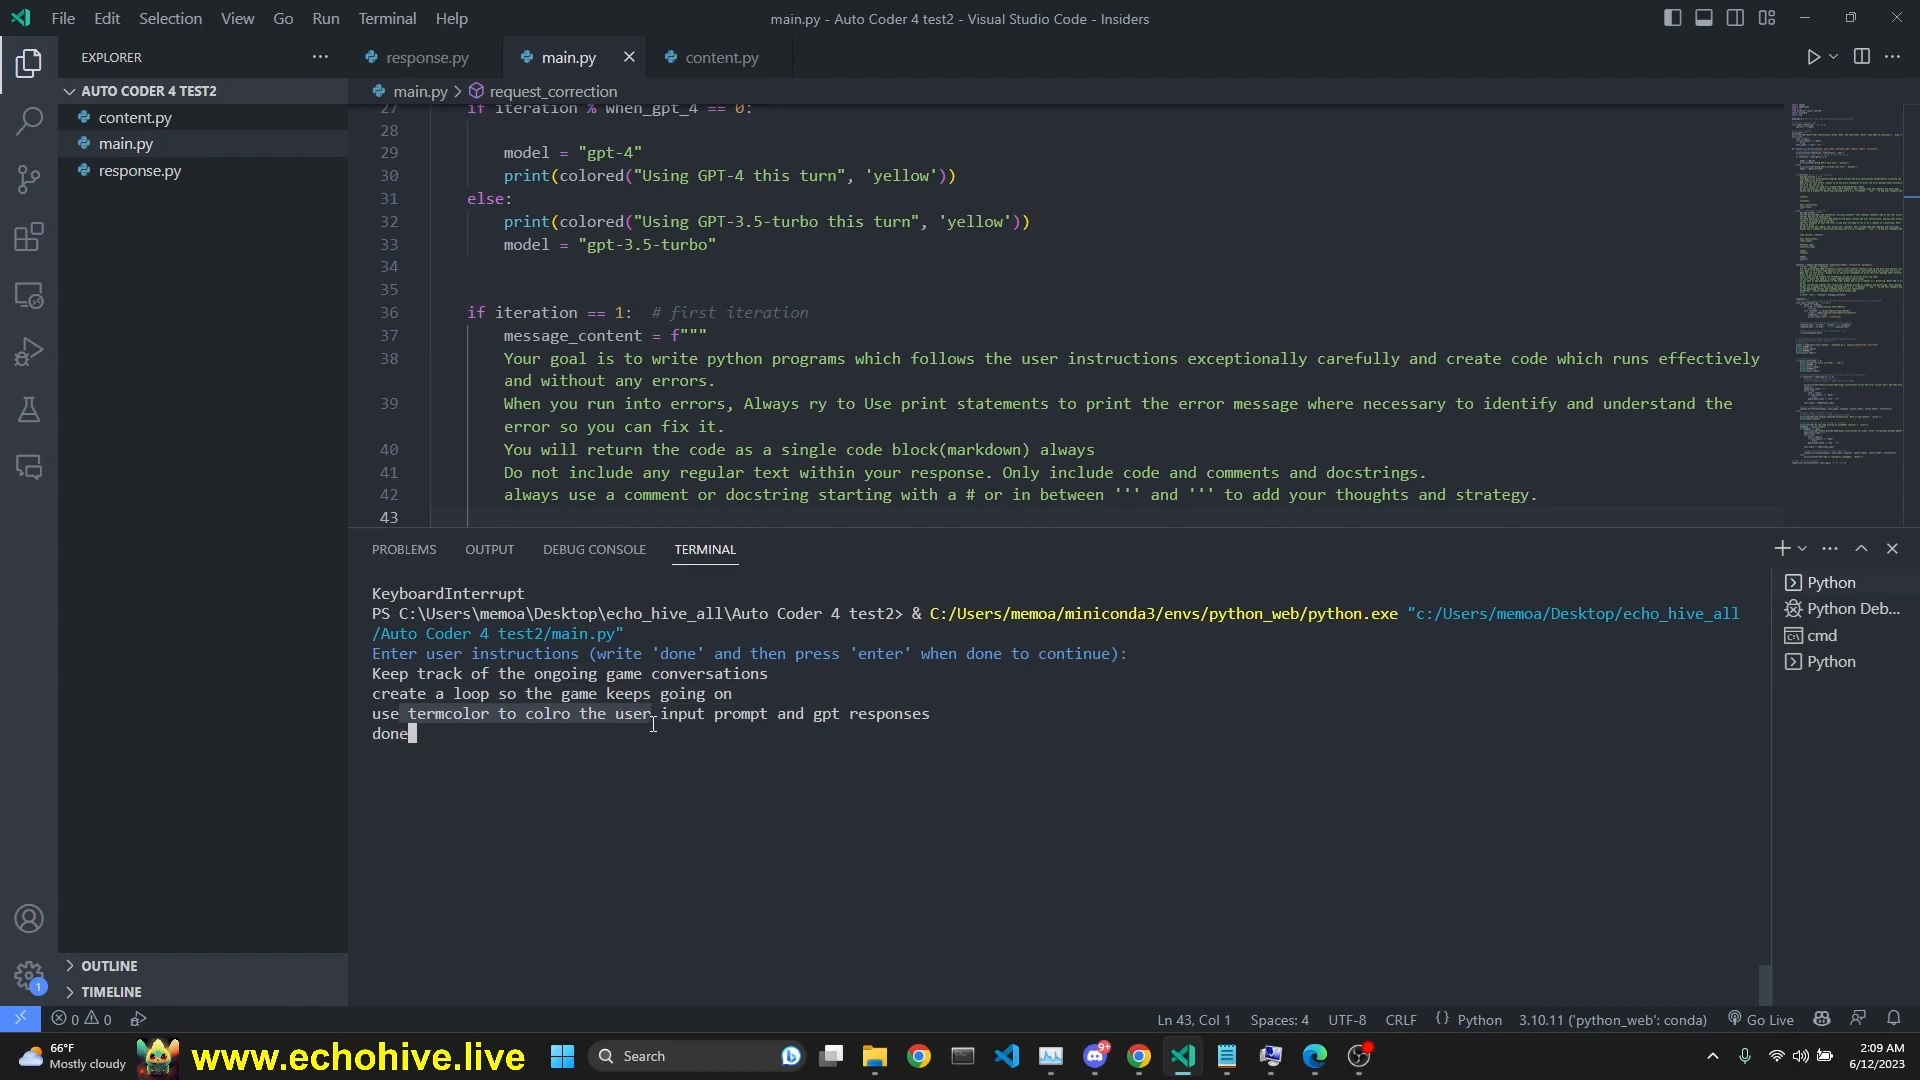 File Edit Selection View Go Run Terminal Help
main.py - Auto Coder 4 test2 - Visual Studio Code - Insiders
EXPLORER
response.py
main.py
content.py
AUTO CODER 4 TEST2
main.py > request_correction
content.py
main.py
response.py
27 if iteration % when_gpt_4 == 0:
28
29 model = "gpt-4"
30 print(colored("Using GPT-4 this turn", 'yellow'))
31 else:
32 print(colored("Using GPT-3.5-turbo this turn", 'yellow'))
33 model = "gpt-3.5-turbo"
34
35
36 if iteration == 1: # first iteration
37 message_content = f"""
38 Your goal is to write python programs which follows the user instructions exceptionally carefully and create code which runs effectively
and without any errors.
39 When you run into errors, Always ry to Use print statements to print the error message where necessary to identify and understand the
error so you can fix it.
40 You will return the code as a single code block(markdown) always
41 Do not include any regular text within your response. Only include code and comments and docstrings.
42 always use a comment or docstring starting with a # or in between ''' and ''' to add your thoughts and strategy.
43
PROBLEMS OUTPUT DEBUG CONSOLE TERMINAL
KeyboardInterrupt
PS C:\Users\memoa\Desktop\echo_hive_all\Auto Coder 4 test2> & C:/Users/memoa/miniconda3/envs/python_web/python.exe "c:/Users/memoa/Desktop/echo_hive_all
/Auto Coder 4 test2/main.py"
Enter user instructions (write 'done' and then press 'enter' when done to continue):
Keep track of the ongoing game conversations
create a loop so the game keeps going on
use termcolor to colro the user input prompt and gpt responses
done
Python
Python Deb...
cmd
Python
OUTLINE
TIMELINE
1
0 0
Ln 43, Col 1 Spaces: 4 UTF-8 CRLF {} Python 3.10.11 ('python_web': conda) Go Live
66°F
Mostly cloudy
www.echohive.live
Search
9+
2:09 AM
6/12/2023